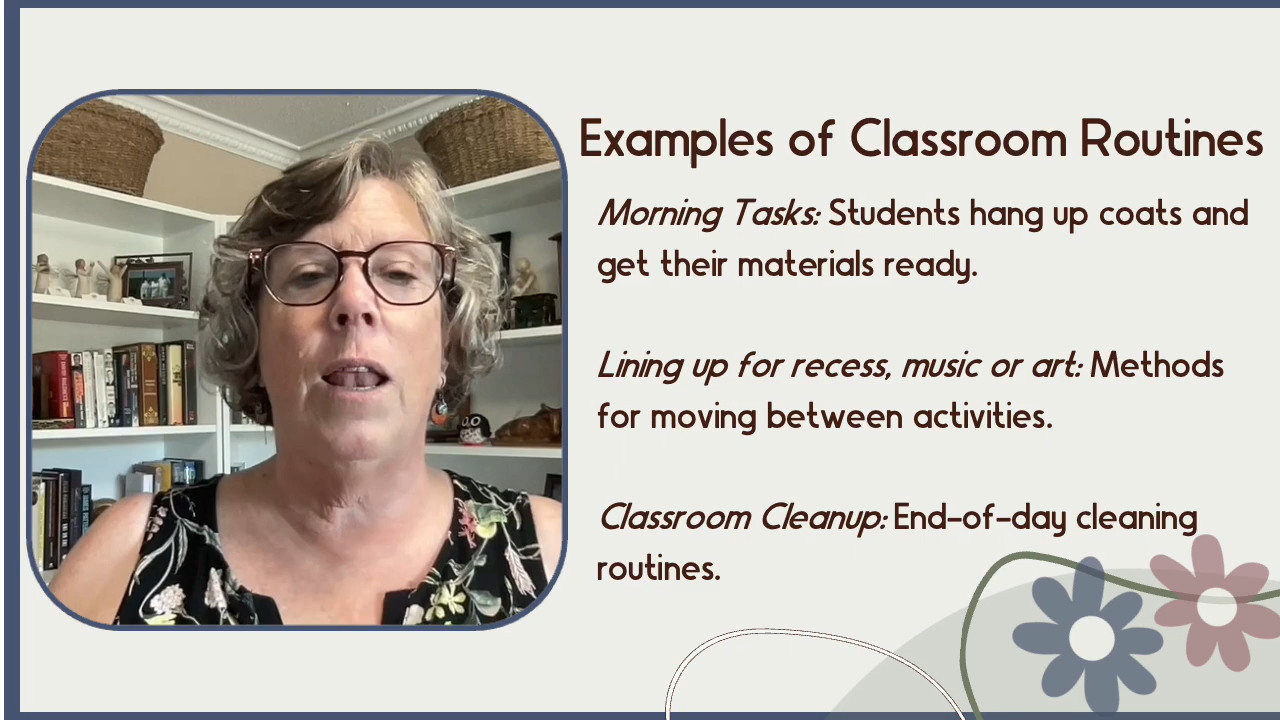 Examples of Classroom Routines
Morning Tasks: Students hang up coats and
get their materials ready.
Lining up for recess, music or art: Methods
for moving between activities.
Classroom Cleanup: End-of-day cleaning
routines.